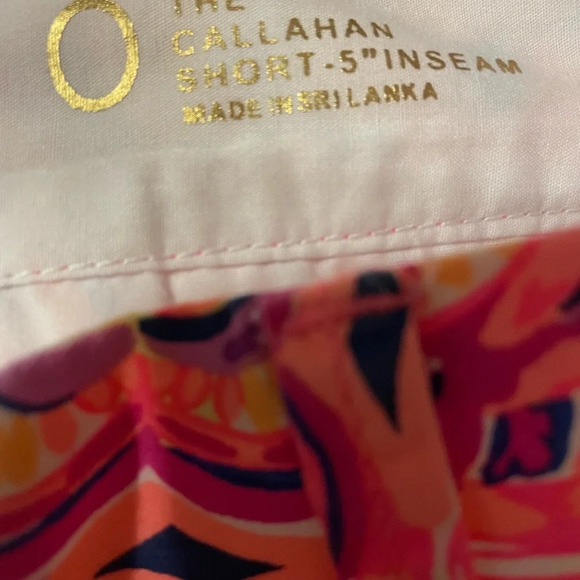 0
THE
CALLAHAN
SHORT-5"INSEAM
MADE IN SRI LANKA